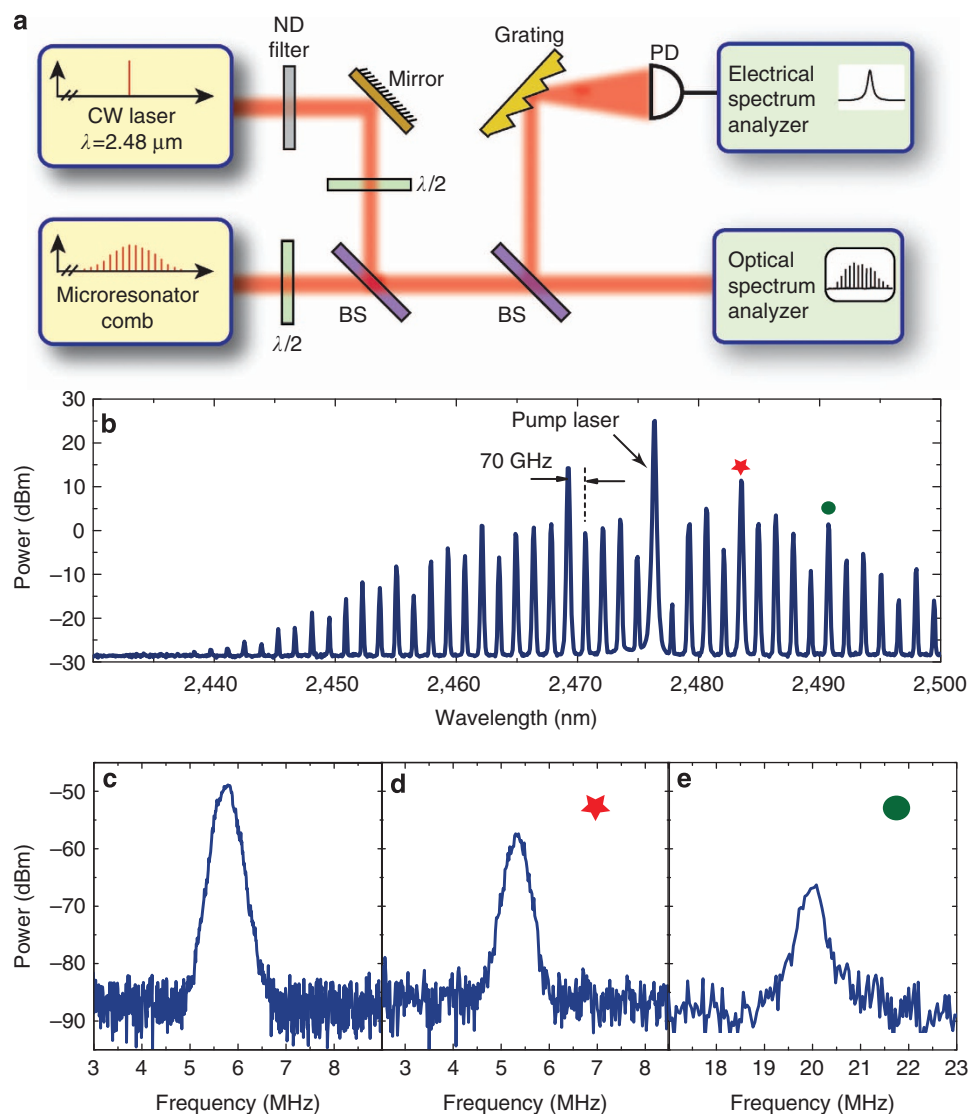 a
ND
filter
Mirror
Grating
PD
CW laser
λ=2.48 μm
Electrical
spectrum
analyzer
λ/2
Microresonator
comb
λ/2
BS
BS
Optical
spectrum
analyzer
b
30
25
10
0
–10
–20
–30
Power (dBm)
Pump laser
70 GHz
2,440
2,450
2,460
2,470
2,480
2,490
2,500
Wavelength (nm)
c
d
e
–50
–60
–70
–80
–90
Power (dBm)
3 4 5 6 7 8
3 4 5 6 7 8
18 19 20 21 22 23
Frequency (MHz)
Frequency (MHz)
Frequency (MHz)